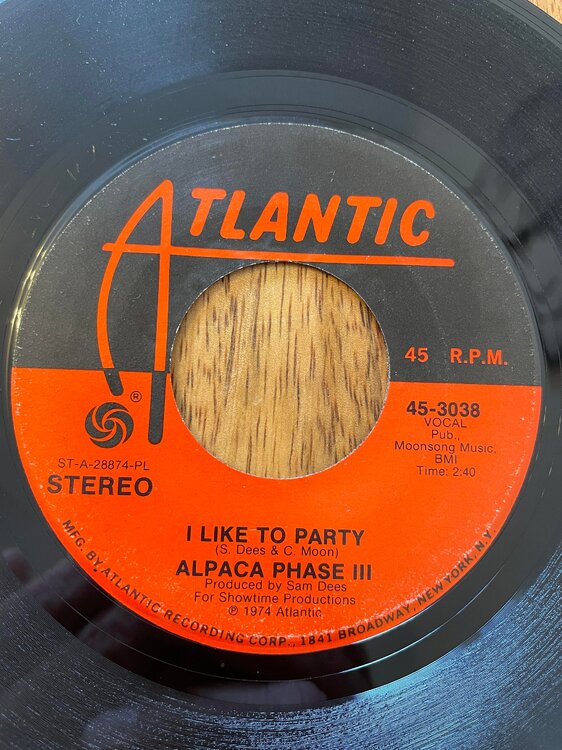 ATLANTIC
45 R.P.M.
®
45-3038
VOCAL
Pub.,
Moonsong Music,
BMI
Time: 2:40
ST-A-28874-PL
STEREO
I LIKE TO PARTY
(S. Dees & C. Moon)
ALPACA PHASE III
Produced by Sam Dees
For Showtime Productions
℗ 1974 Atlantic
MFG. BY ATLANTIC RECORDING CORP., 1841 BROADWAY, NEW YORK, N.Y.